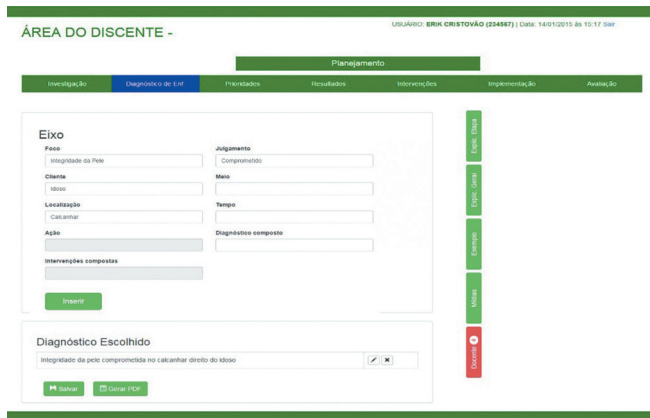 ÁREA DO DISCENTE -
USUÁRIO: ERIK CRISTOVÃO (234567) | Data: 14/01/2015 às 15:17 Sair
Planejamento
Investigação Diagnóstico de Enf Prioridades Resultados Intervenções Implementação Avaliação
Eixo
Foco Julgamento
Integridade da Pele Comprometido
Cliente Meio
Idoso
Localização Tempo
Calcanhar
Ação Diagnóstico composto
Intervenções compostas
Inserir
Explic. Etapa
Explic. Geral
Exemplo
Mídias
Docente
Diagnóstico Escolhido
Integridade da pele comprometida no calcanhar direito do idoso
Salvar Gerar PDF